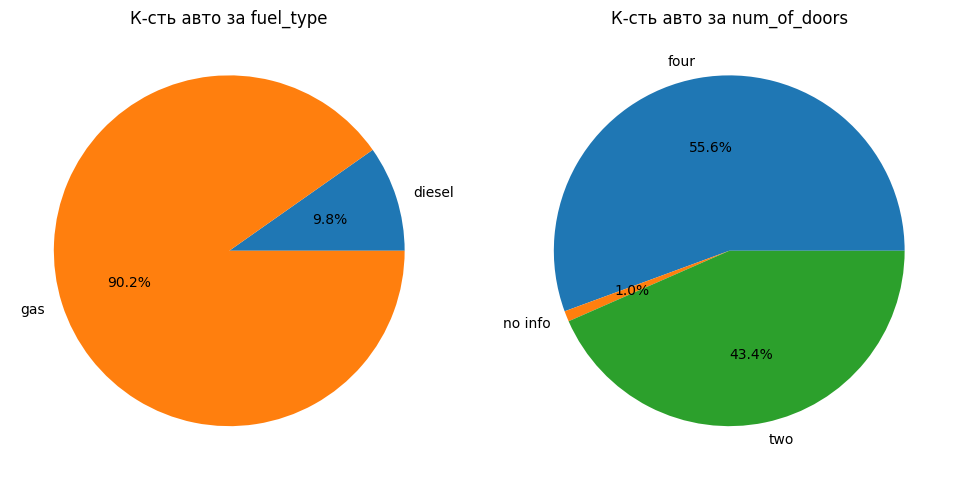 К-сть авто за fuel_type
diesel
9.8%
90.2%
gas
К-сть авто за num_of_doors
four
55.6%
1.0%
no info
43.4%
two